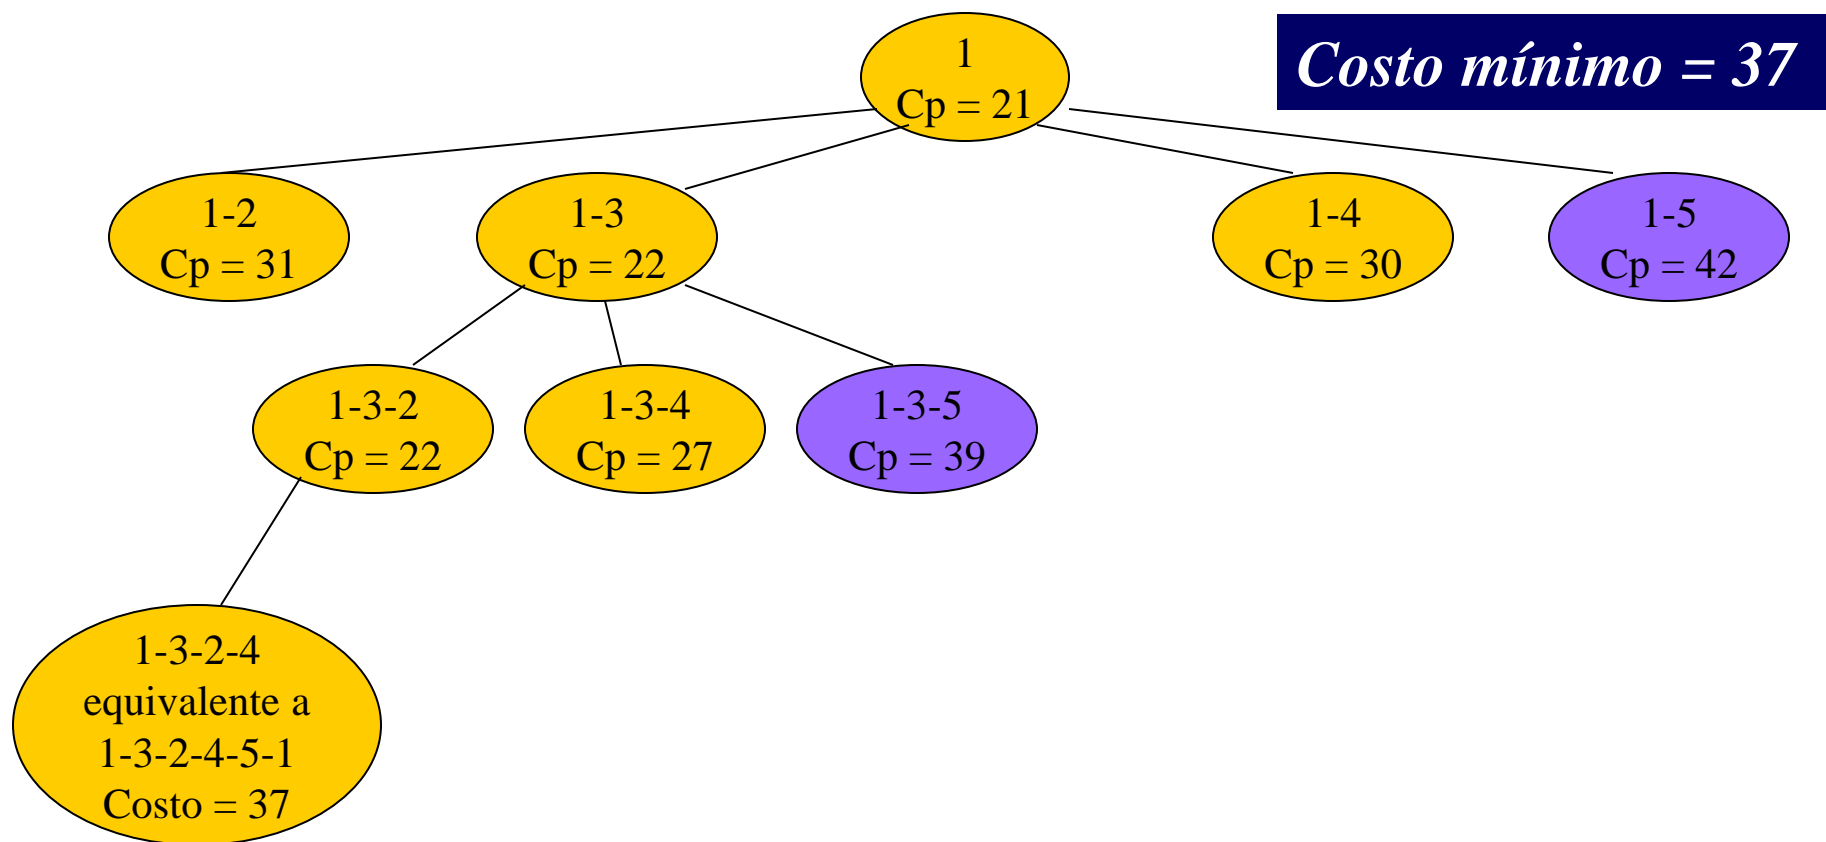 1
Cp = 21
Costo mínimo = 37
1-2
Cp = 31
1-3
Cp = 22
1-4
Cp = 30
1-5
Cp = 42
1-3-2
Cp = 22
1-3-4
Cp = 27
1-3-5
Cp = 39
1-3-2-4
equivalente a
1-3-2-4-5-1
Costo = 37